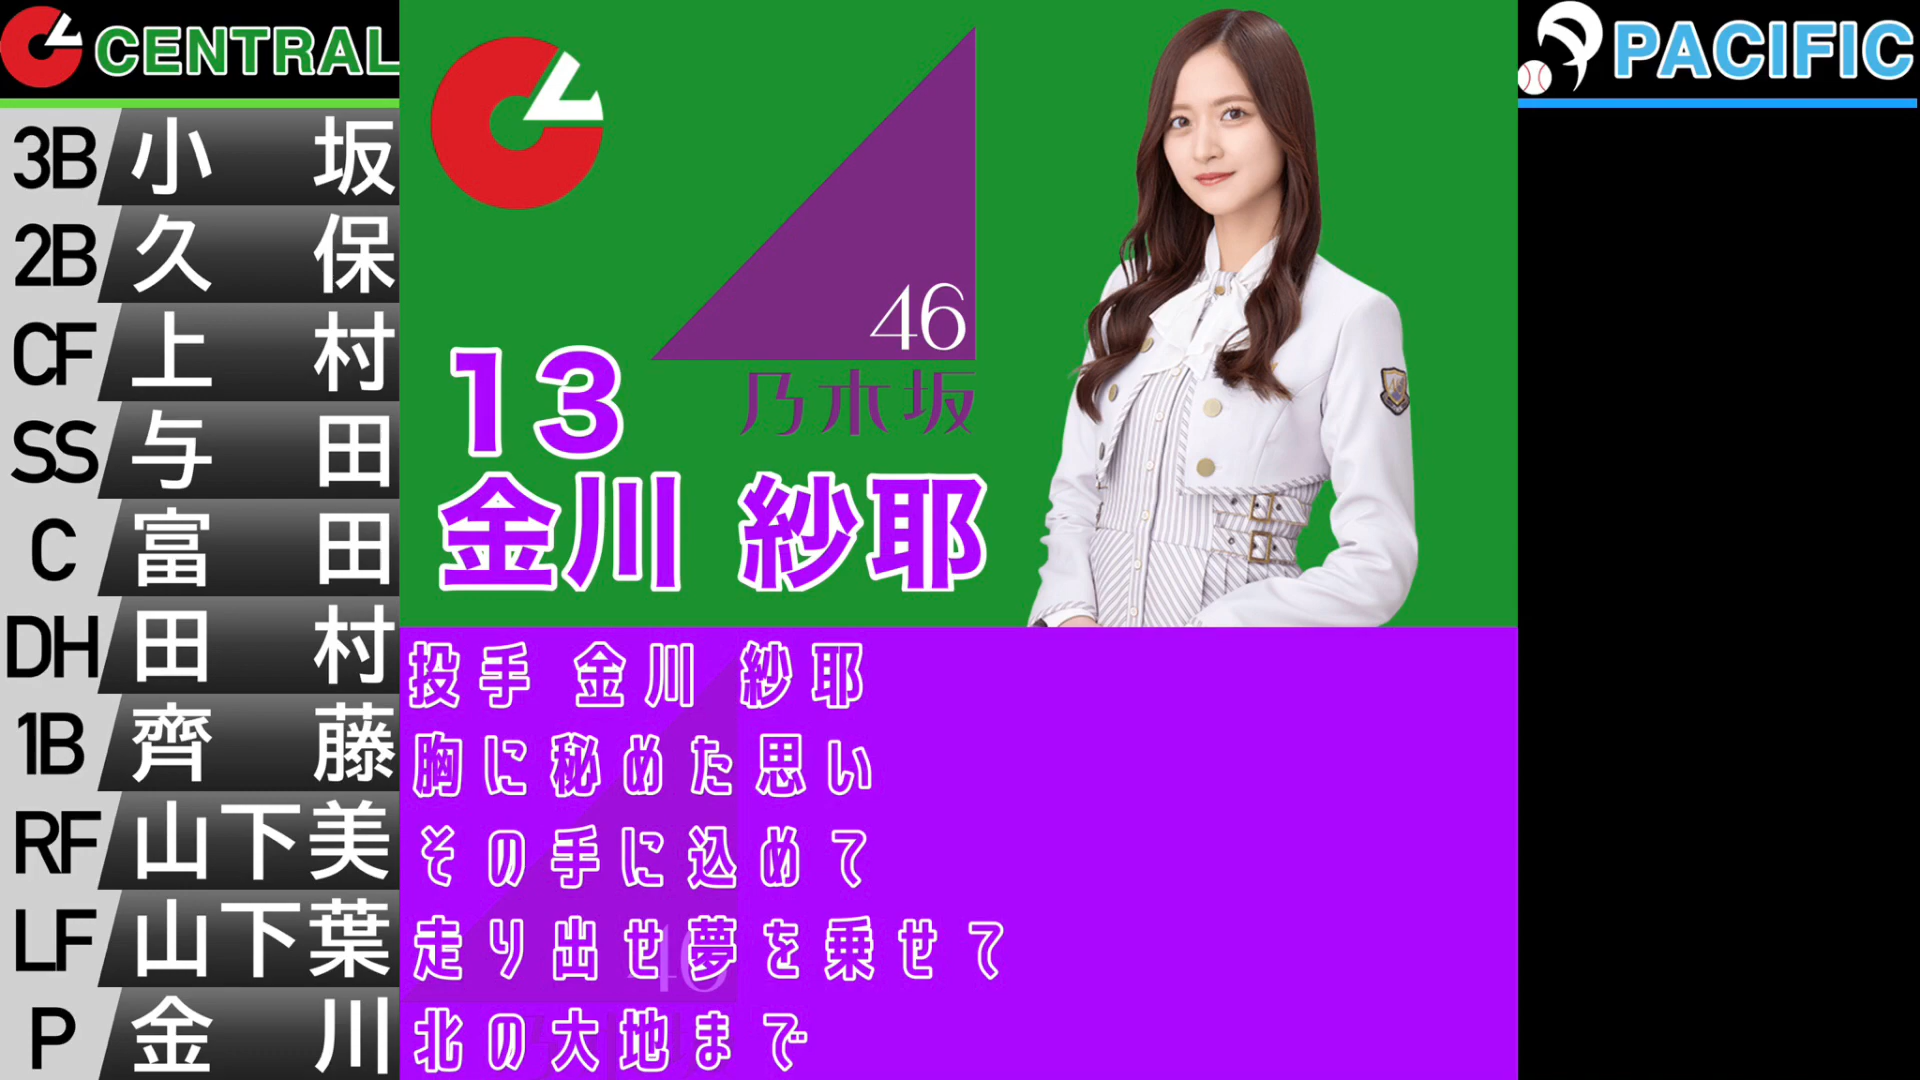 CENTRAL
3B 小 坂
2B 久 保
CF 上 村
SS 与 田
C 富 田
DH 田 村
1B 齊 藤
RF 山下美
LF 山下葉
P 金 川
46
乃木坂
13
金川 紗耶
投手 金川 紗耶
胸に秘めた思い
その手に込めて
走り出せ夢を乗せて
北の大地まで
PACIFIC